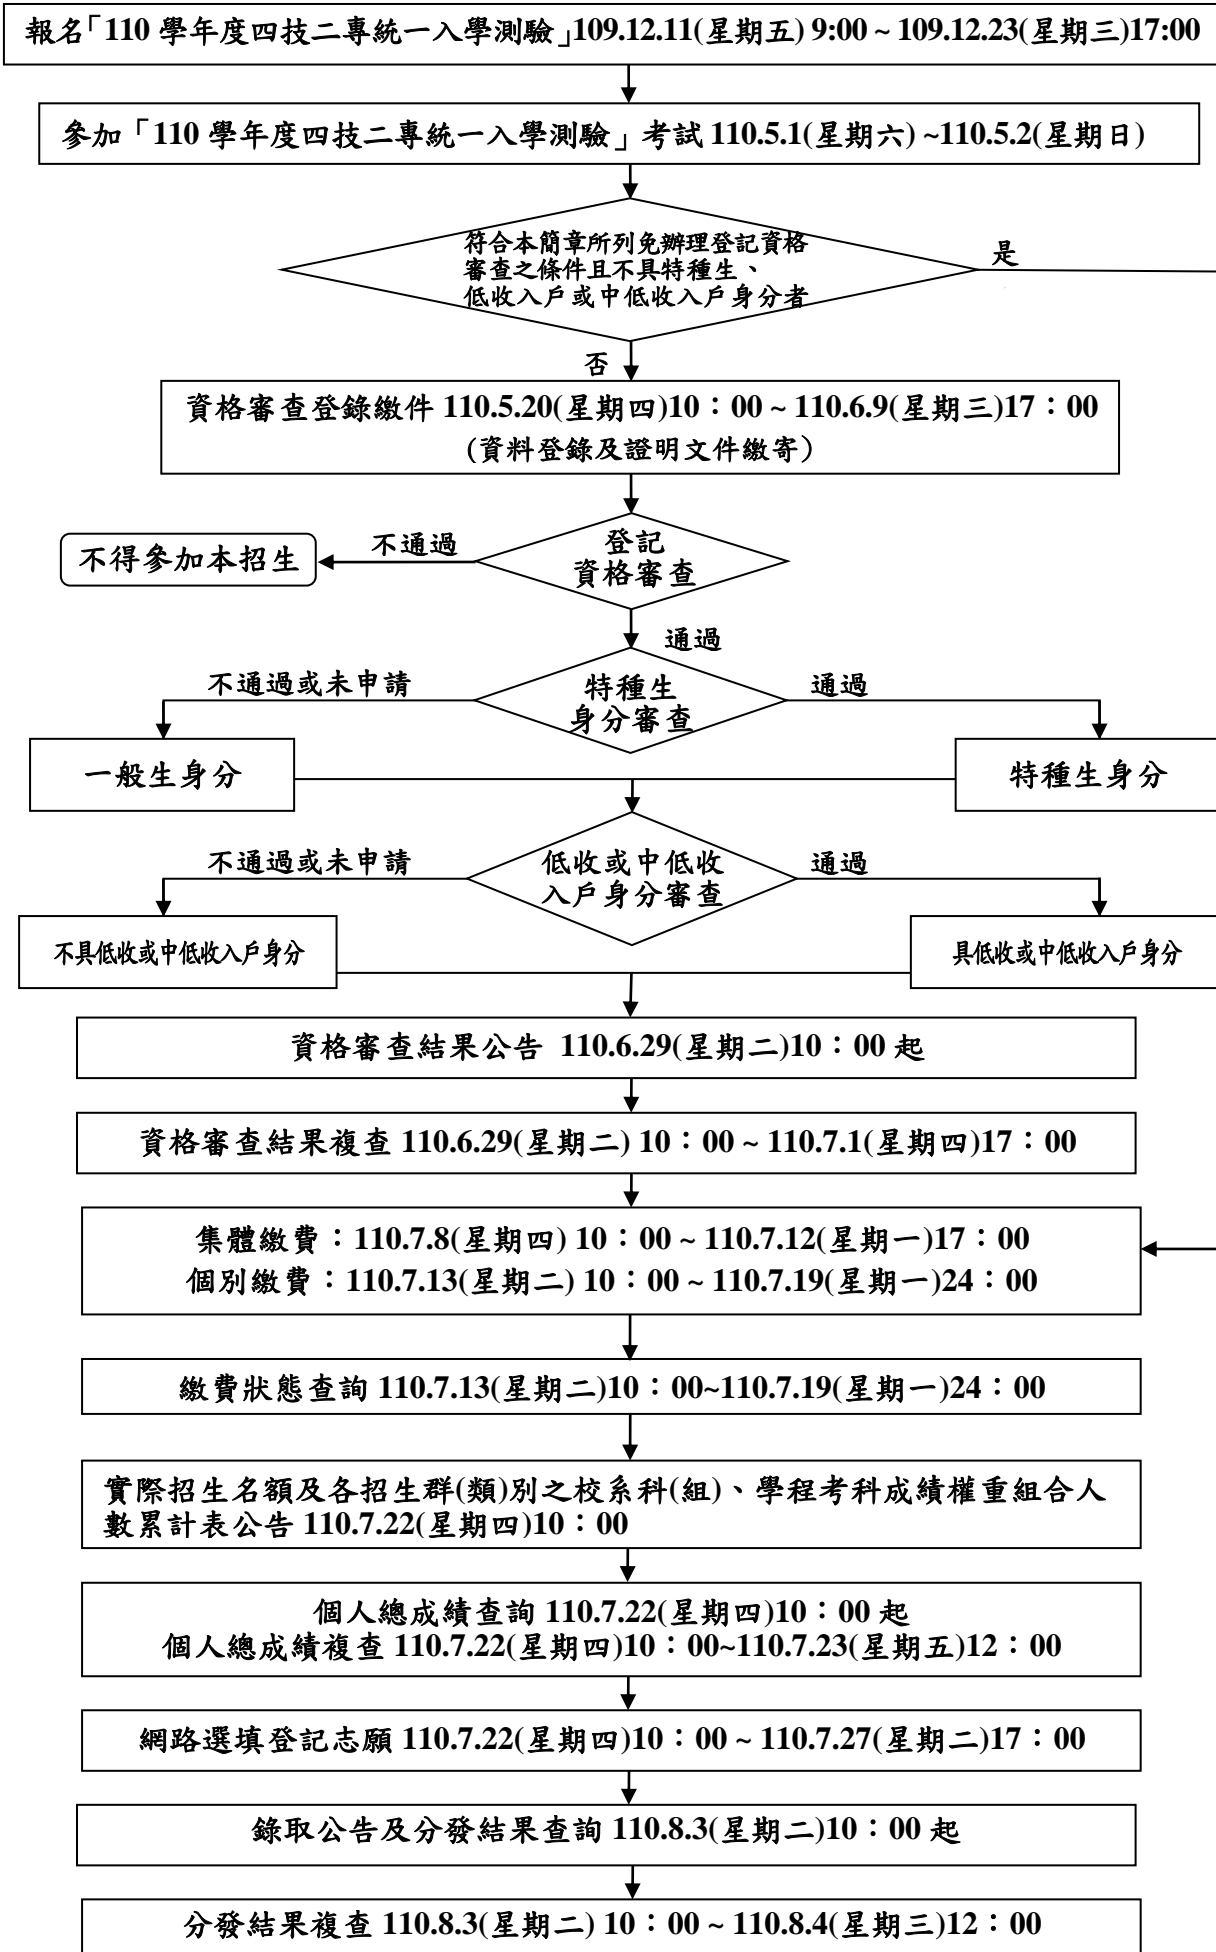 報名「110 學年度四技二專統一入學測驗」109.12.11(星期五) 9:00 ~ 109.12.23(星期三)17:00
參加「110 學年度四技二專統一入學測驗」考試 110.5.1(星期六) ~110.5.2(星期日)
符合本簡章所列免辦理登記資格
審查之條件且不具特種生、
低收入戶或中低收入戶身分者
是
否
資格審查登錄繳件 110.5.20(星期四)10：00 ~ 110.6.9(星期三)17：00
(資料登錄及證明文件繳寄)
登記
資格審查
不通過
不得參加本招生
通過
特種生
身分審查
不通過或未申請
通過
一般生身分
特種生身分
低收或中低收
入戶身分審查
不通過或未申請
通過
不具低收或中低收入戶身分
具低收或中低收入戶身分
資格審查結果公告 110.6.29(星期二)10：00 起
資格審查結果複查 110.6.29(星期二) 10：00 ~ 110.7.1(星期四)17：00
集體繳費：110.7.8(星期四) 10：00 ~ 110.7.12(星期一)17：00
個別繳費：110.7.13(星期二) 10：00 ~ 110.7.19(星期一)24：00
繳費狀態查詢 110.7.13(星期二)10：00~110.7.19(星期一)24：00
實際招生名額及各招生群(類)別之校系科(組)、學程考科成績權重組合人
數累計表公告 110.7.22(星期四)10：00
個人總成績查詢 110.7.22(星期四)10：00 起
個人總成績複查 110.7.22(星期四)10：00~110.7.23(星期五)12：00
網路選填登記志願 110.7.22(星期四)10：00 ~ 110.7.27(星期二)17：00
錄取公告及分發結果查詢 110.8.3(星期二)10：00 起
分發結果複查 110.8.3(星期二) 10：00 ~ 110.8.4(星期三)12：00